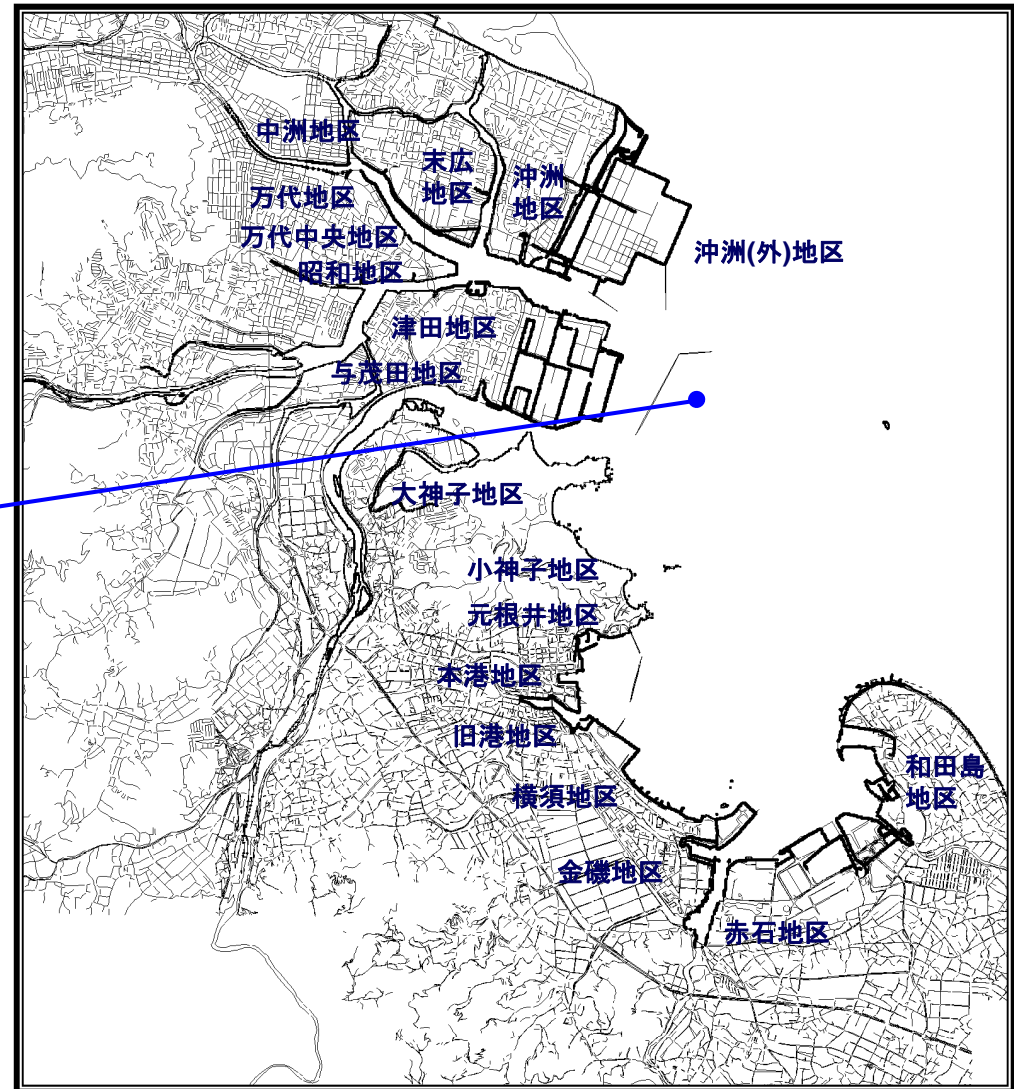 中洲地区
末広
地区
沖洲
地区
万代地区
万代中央地区
沖洲(外)地区
昭和地区
津田地区
与茂田地区
大神子地区
小神子地区
元根井地区
本港地区
旧港地区
和田島
地区
横須地区
金磯地区
赤石地区